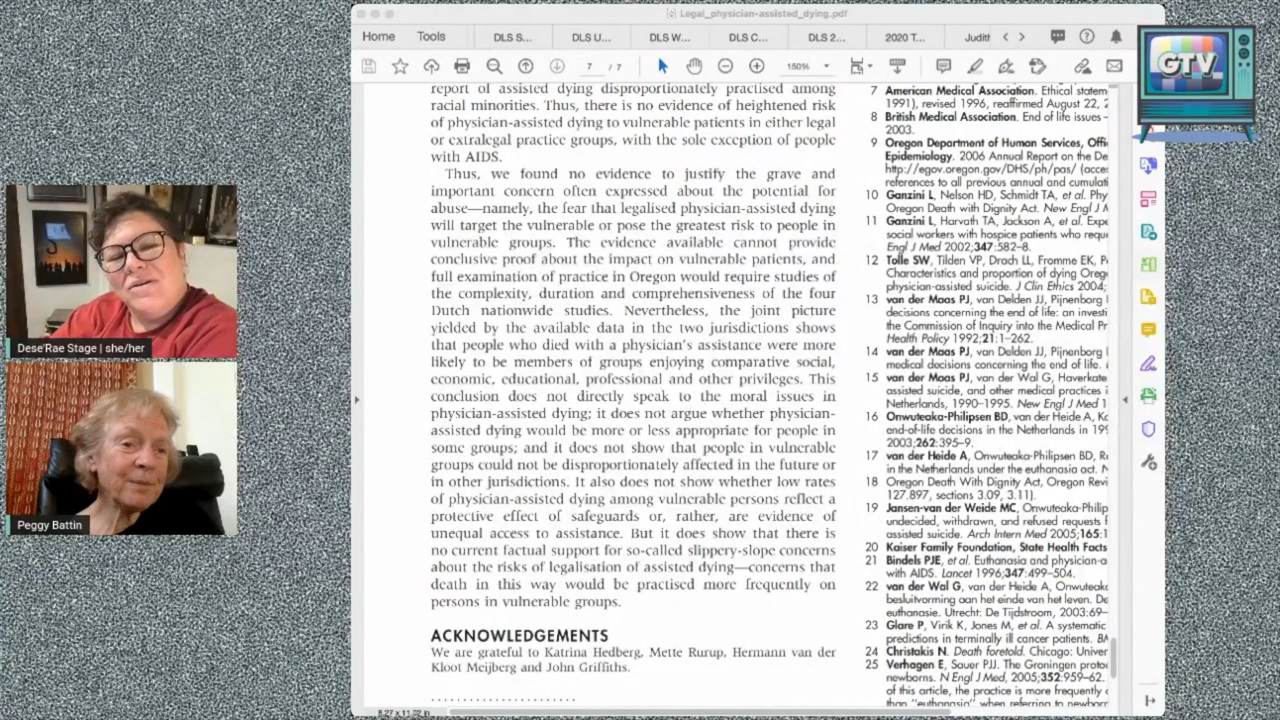 Legal_physician-assisted_dying.pdf
Home Tools DLS S... DLS U... DLS W... DLS C... DLS 2... 2020 T... Judith
7 / 7 150%
GTV
report of assisted dying disproportionately practised among
racial minorities. Thus, there is no evidence of heightened risk
of physician-assisted dying to vulnerable patients in either legal
or extralegal practice groups, with the sole exception of people
with AIDS.
Thus, we found no evidence to justify the grave and
important concern often expressed about the potential for
abuse—namely, the fear that legalised physician-assisted dying
will target the vulnerable or pose the greatest risk to people in
vulnerable groups. The evidence available cannot provide
conclusive proof about the impact on vulnerable patients, and
full examination of practice in Oregon would require studies of
the complexity, duration and comprehensiveness of the four
Dutch nationwide studies. Nevertheless, the joint picture
yielded by the available data in the two jurisdictions shows
that people who died with a physician's assistance were more
likely to be members of groups enjoying comparative social,
economic, educational, professional and other privileges. This
conclusion does not directly speak to the moral issues in
physician-assisted dying; it does not argue whether physician-
assisted dying would be more or less appropriate for people in
some groups; and it does not show that people in vulnerable
groups could not be disproportionately affected in the future or
in other jurisdictions. It also does not show whether low rates
of physician-assisted dying among vulnerable persons reflect a
protective effect of safeguards or, rather, are evidence of
unequal access to assistance. But it does show that there is
no current factual support for so-called slippery-slope concerns
about the risks of legalisation of assisted dying—concerns that
death in this way would be practised more frequently on
persons in vulnerable groups.
ACKNOWLEDGEMENTS
We are grateful to Katrina Hedberg, Mette Rurup, Hermann van der
Kloot Meijberg and John Griffiths.
7 American Medical Association. Ethical statem
1991), revised 1996, reaffirmed August 22, 2
8 British Medical Association. End of life issues –
2003.
9 Oregon Department of Human Services, Offi
Epidemiology. 2006 Annual Report on the De
http://egov.oregon.gov/DHS/ph/pas/ (acces
references to all previous annual and cumulati
10 Ganzini L, Nelson HD, Schmidt TA, et al. Phy
Oregon Death with Dignity Act. New Engl J M
11 Ganzini L, Harvath TA, Jackson A, et al. Expe
social workers with hospice patients who requ
Engl J Med 2002;347:582–8.
12 Tolle SW, Tilden VP, Drach LL, Fromme EK, Pe
Characteristics and proportion of dying Oreg
physician-assisted suicide. J Clin Ethics 2004;
13 van der Maas PJ, van Delden JJ, Pijnenborg L
decisions concerning the end of life: an investi
the Commission of Inquiry into the Medical Pr
Health Policy 1992;21:1–262.
14 van der Maas PJ, van Delden JJ, Pijnenborg L
medical decisions concerning the end of life.
15 van der Maas PJ, van der Wal G, Haverkate
assisted suicide, and other medical practices i
Netherlands, 1990–1995. New Engl J Med 1
16 Onwuteaka-Philipsen BD, van der Heide A, Ko
end-of-life decisions in the Netherlands in 199
2003;262:395–9.
17 van der Heide A, Onwuteaka-Philipsen BD, Ru
in the Netherlands under the euthanasia act. N
18 Oregon Death With Dignity Act, Oregon Revi
127.897, sections 3.09, 3.11).
19 Jansen-van der Weide MC, Onwuteaka-Philip
undecided, withdrawn, and refused requests f
assisted suicide. Arch Intern Med 2005;165:1
20 Kaiser Family Foundation, State Health Facts
21 Bindels PJE, et al. Euthanasia and physician-a
with AIDS. Lancet 1996;347:499–504.
22 van der Wal G, van der Heide A, Onwuteaka
besluitvorming aan het einde van het leven. De
euthanasie. Utrecht: De Tijdstroom, 2003:69–
23 Glare P, Virik K, Jones M, et al. A systematic
predictions in terminally ill cancer patients. BM
24 Christakis N. Death foretold. Chicago: Univer
25 Verhagen E, Sauer PJJ. The Groningen protoc
newborns. N Engl J Med, 2005;352:959–62.
of this article, the practice is more frequently c
than "euthanasia" when referring to newborn
8.27 x 11.02 in
Dese'Rae Stage | she/her
Peggy Battin